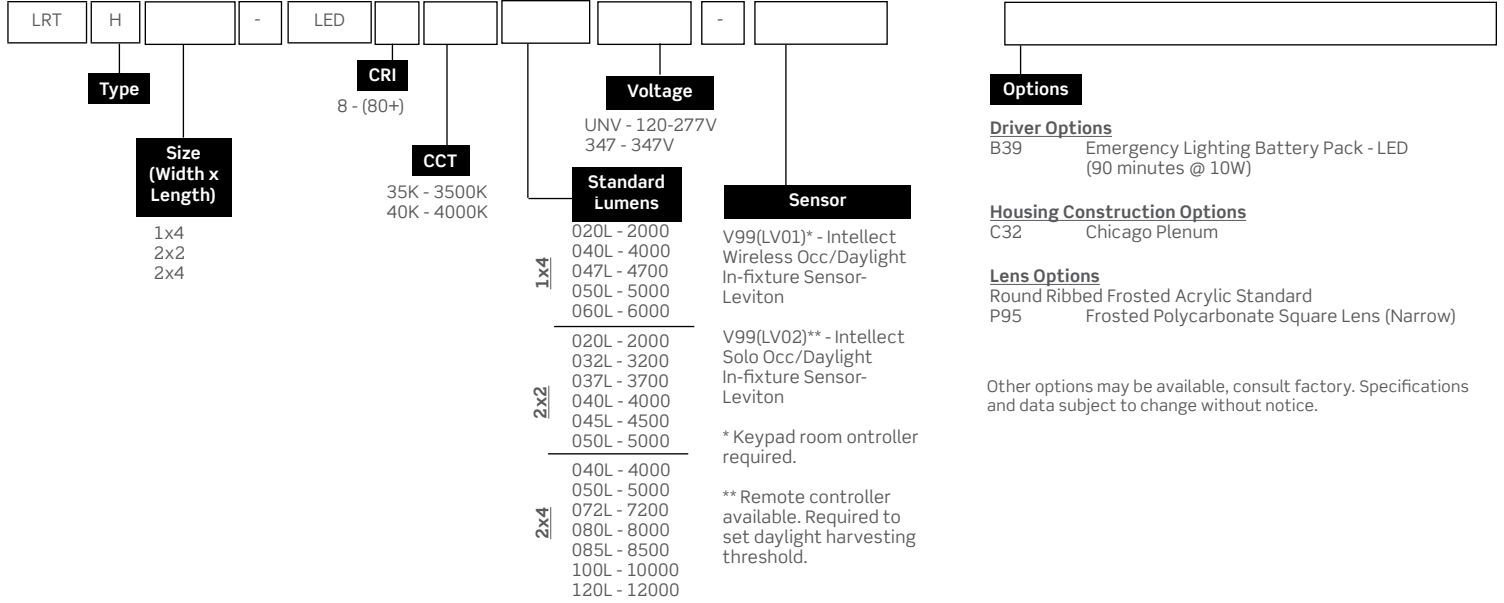 LRT H - LED -
Type
Size
(Width x
Length)
1x4
2x2
2x4
CRI
8 - (80+)
CCT
35K - 3500K
40K - 4000K
Standard
Lumens
1x4
020L - 2000
040L - 4000
047L - 4700
050L - 5000
060L - 6000
2x2
020L - 2000
032L - 3200
037L - 3700
040L - 4000
045L - 4500
050L - 5000
2x4
040L - 4000
050L - 5000
072L - 7200
080L - 8000
085L - 8500
100L - 10000
120L - 12000
Voltage
UNV - 120-277V
347 - 347V
Sensor
V99(LV01)* - Intellect
Wireless Occ/Daylight
In-fixture Sensor-
Leviton
V99(LV02)** - Intellect
Solo Occ/Daylight
In-fixture Sensor-
Leviton
* Keypad room ontroller
required.
** Remote controller
available. Required to
set daylight harvesting
threshold.
Options
Driver Options
B39 Emergency Lighting Battery Pack - LED
(90 minutes @ 10W)
Housing Construction Options
C32 Chicago Plenum
Lens Options
Round Ribbed Frosted Acrylic Standard
P95 Frosted Polycarbonate Square Lens (Narrow)
Other options may be available, consult factory. Specifications
and data subject to change without notice.